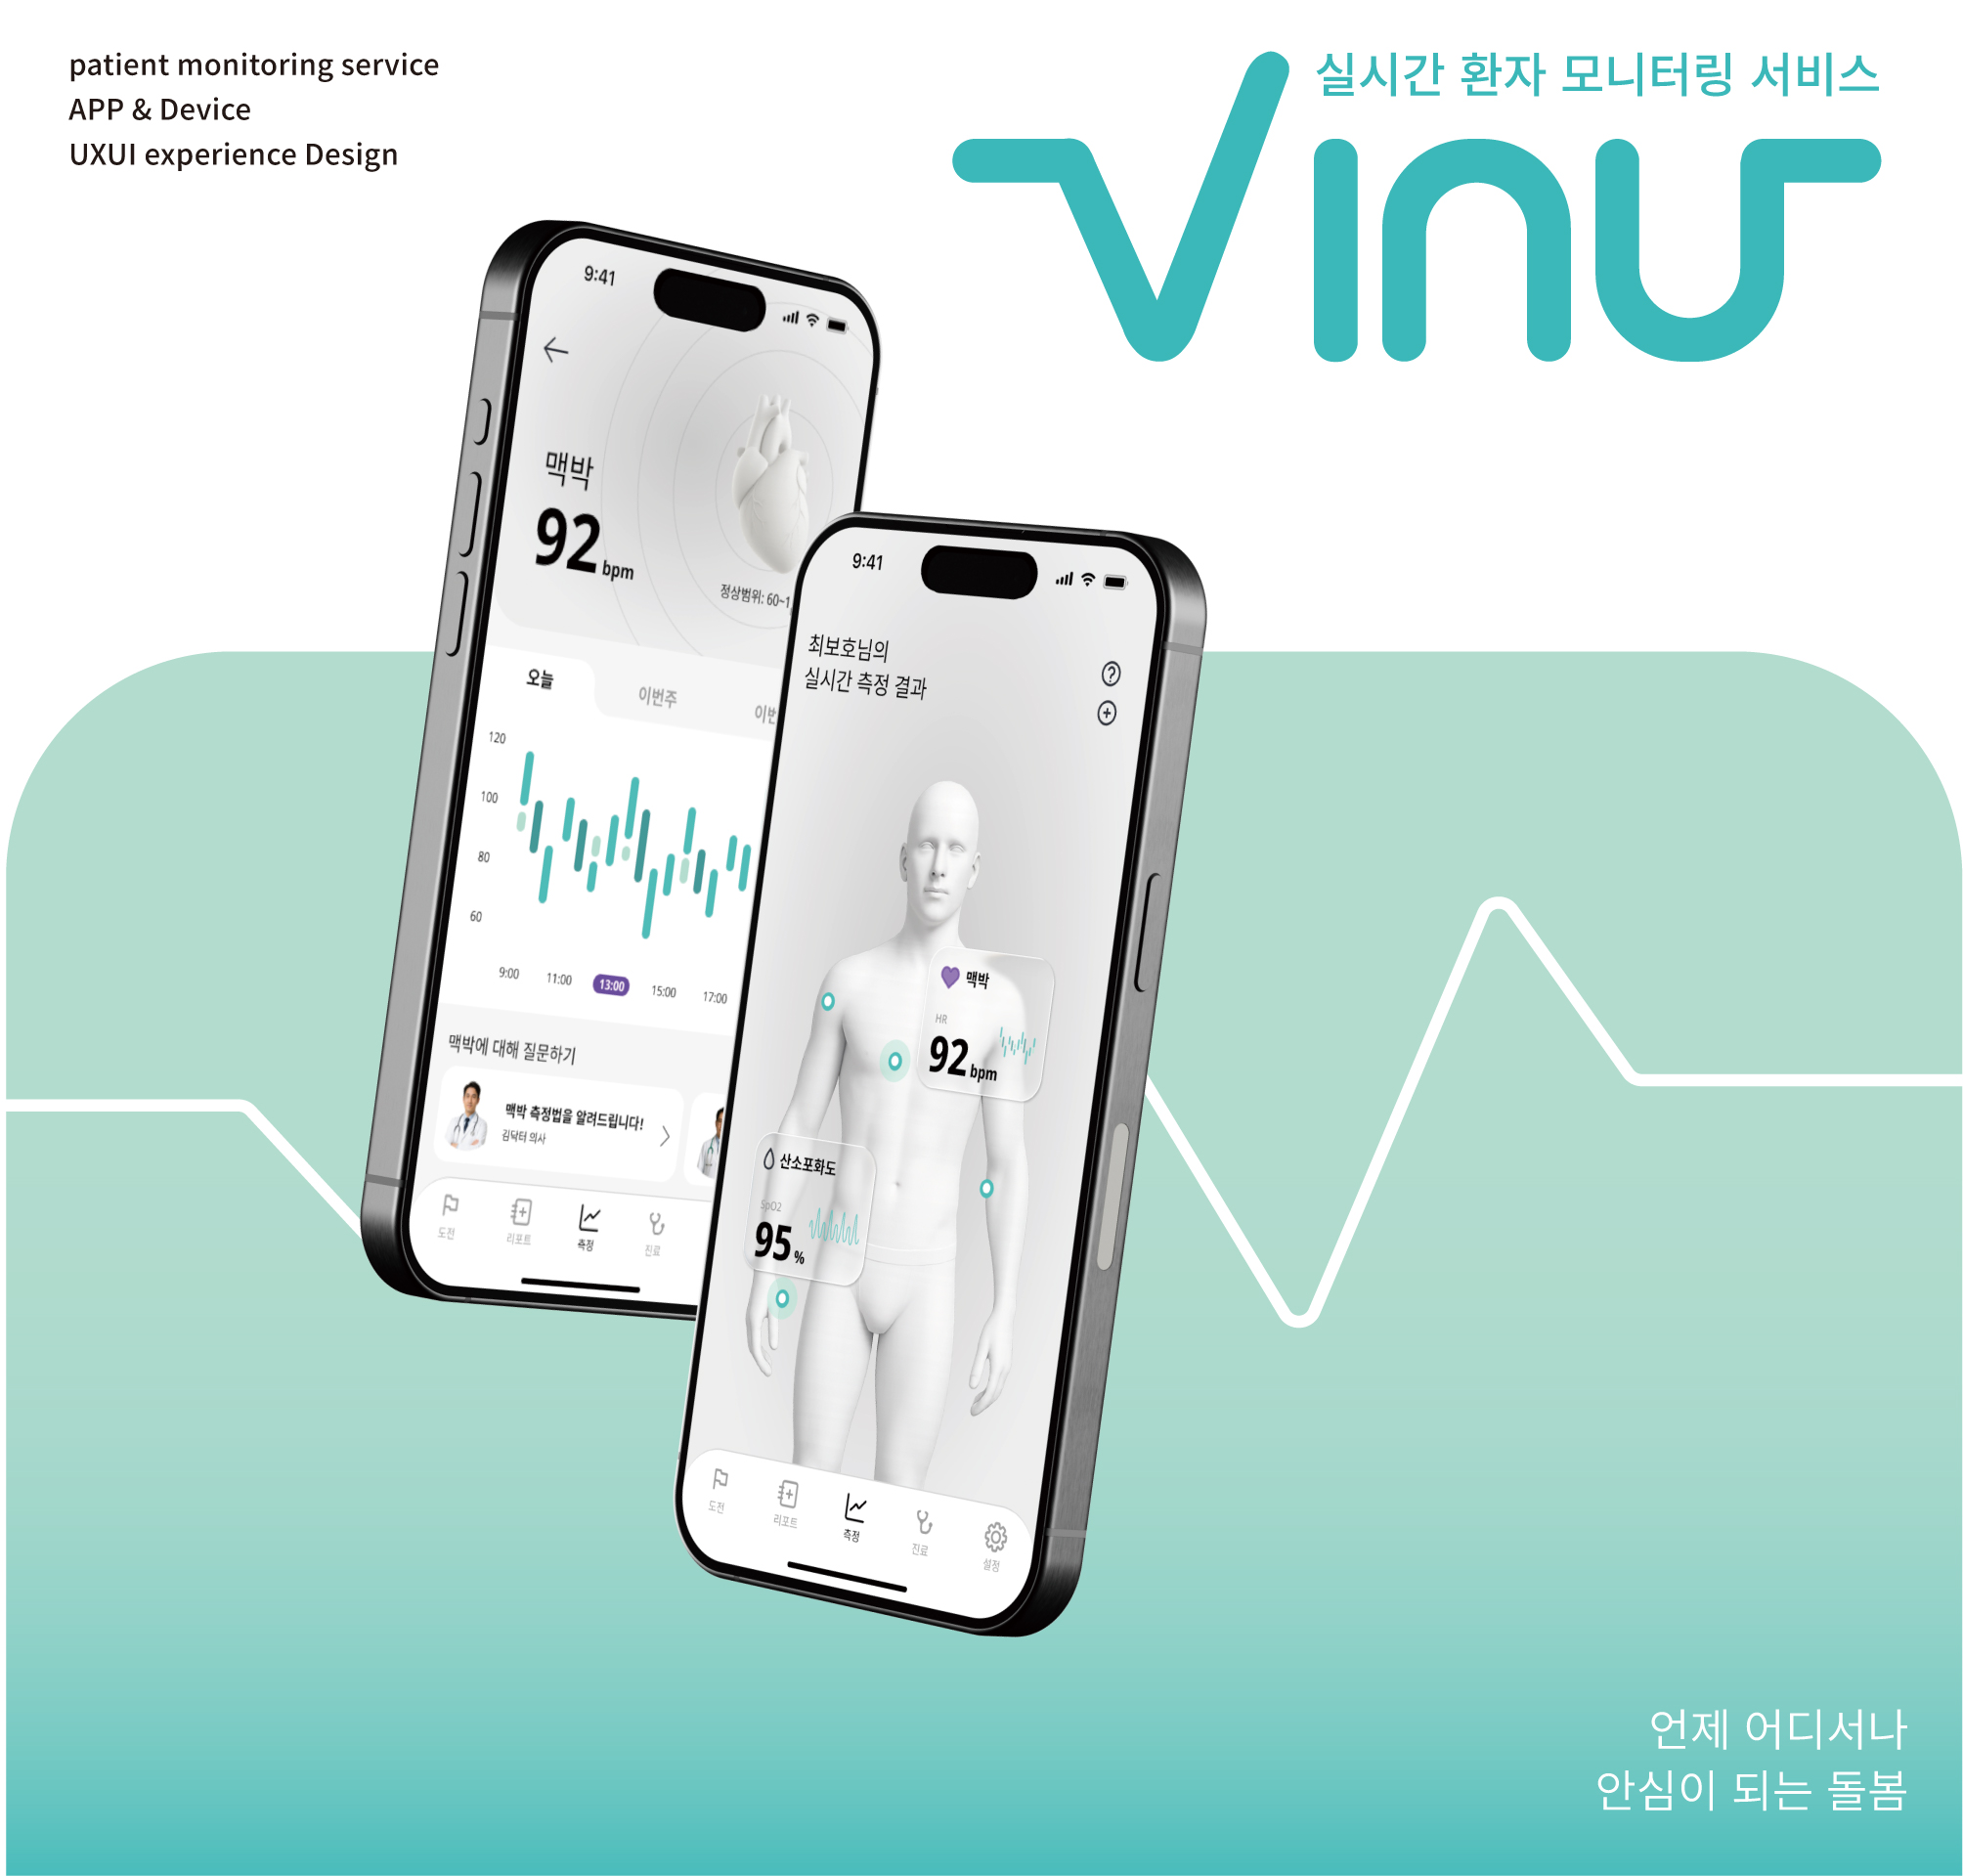 patient monitoring service
APP & Device
UXUI experience Design
실시간 환자 모니터링 서비스
vinu
9:41
맥박
92 bpm
정상범위: 60~1
오늘
이번주
이번
120
100
80
60
9:00
11:00
13:00
15:00
17:00
맥박에 대해 질문하기
맥박 측정법을 알려드립니다!
김닥터 의사
도전
리포트
측정
진료
9:41
최보호님의
실시간 측정 결과
맥박
HR
92 bpm
산소포화도
SpO2
95 %
도전
리포트
측정
진료
설정
언제 어디서나
안심이 되는 돌봄